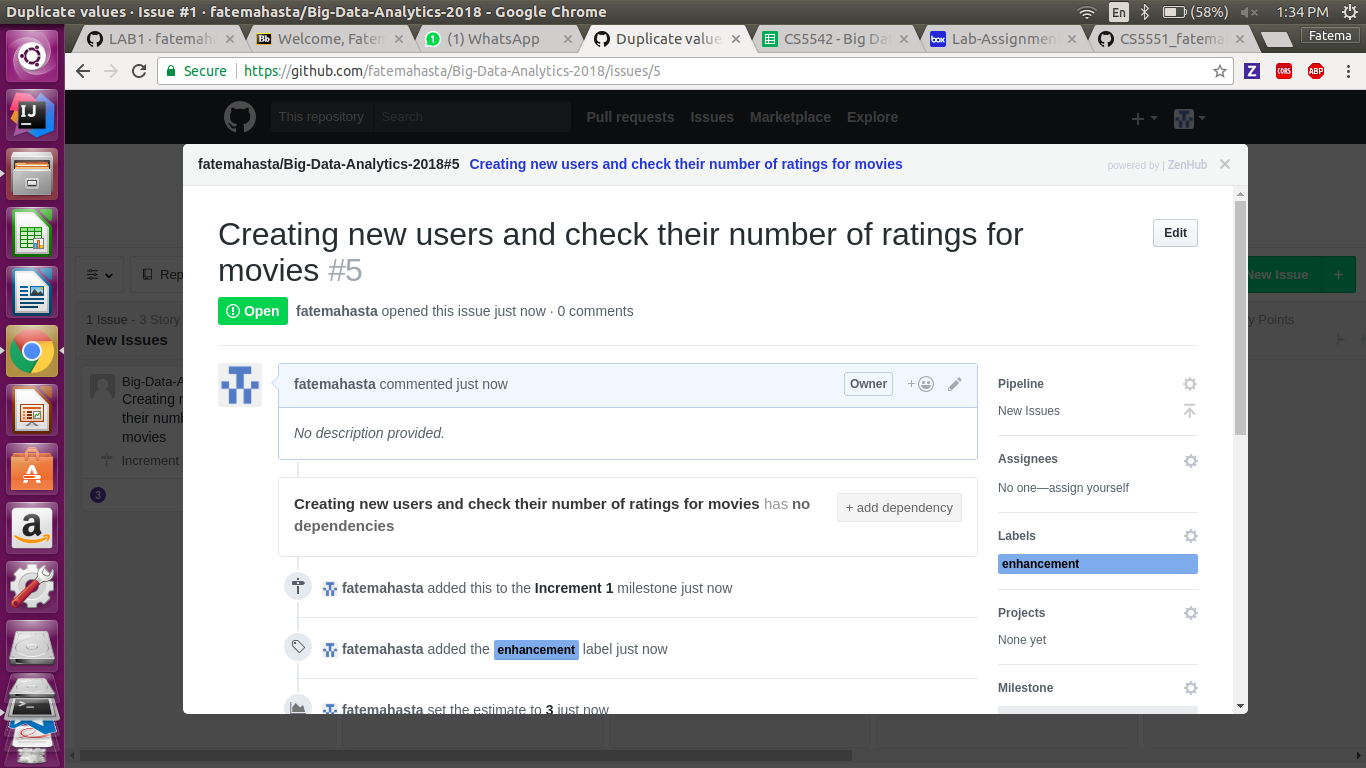 Duplicate values · Issue #1 · fatemahasta/Big-Data-Analytics-2018 - Google Chrome
En
(58%)
1:34 PM
LAB1 · fatemaha
Welcome, Fatem
(1) WhatsApp
Duplicate value
CS5542 - Big Da
Lab-Assignment
CS5551_fatemah
Fatema
Secure
https://github.com/fatemahasta/Big-Data-Analytics-2018/issues/5
CORS
ABP
This repository
Search
Pull requests
Issues
Marketplace
Explore
fatemahasta/Big-Data-Analytics-2018#5 Creating new users and check their number of ratings for movies
powered by | ZenHub
Creating new users and check their number of ratings for
movies #5
Edit
Open
fatemahasta opened this issue just now · 0 comments
fatemahasta commented just now
Owner
No description provided.
Creating new users and check their number of ratings for movies has no
dependencies
+ add dependency
fatemahasta added this to the Increment 1 milestone just now
fatemahasta added the enhancement label just now
fatemahasta set the estimate to 3 just now
Pipeline
New Issues
Assignees
No one—assign yourself
Labels
enhancement
Projects
None yet
Milestone
Rep
1 Issue - 3 Story
New Issues
Big-Data-A
Creating n
their numb
movies
Increment
3
New Issue
y Points